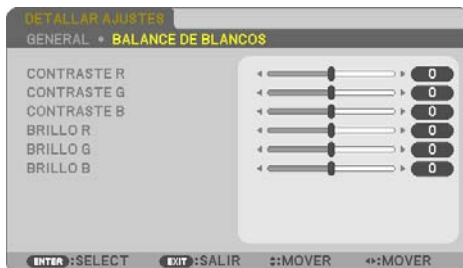 DETALLAR AJUSTES
GENERAL • BALANCE DE BLANCOS
CONTRASTE R 0
CONTRASTE G 0
CONTRASTE B 0
BRILLO R 0
BRILLO G 0
BRILLO B 0
ENTER :SELECT EXIT :SALIR :MOVER :MOVER